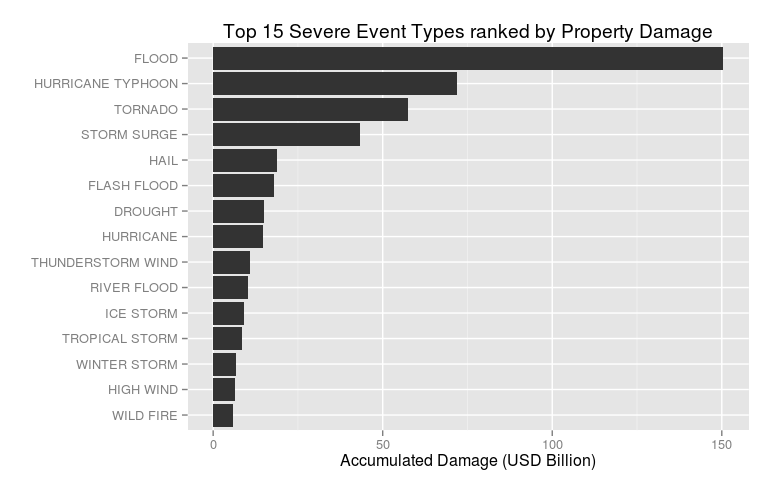 Top 15 Severe Event Types ranked by Property Damage
FLOOD
HURRICANE TYPHOON
TORNADO
STORM SURGE
HAIL
FLASH FLOOD
DROUGHT
HURRICANE
THUNDERSTORM WIND
RIVER FLOOD
ICE STORM
TROPICAL STORM
WINTER STORM
HIGH WIND
WILD FIRE
0 50 100 150
Accumulated Damage (USD Billion)